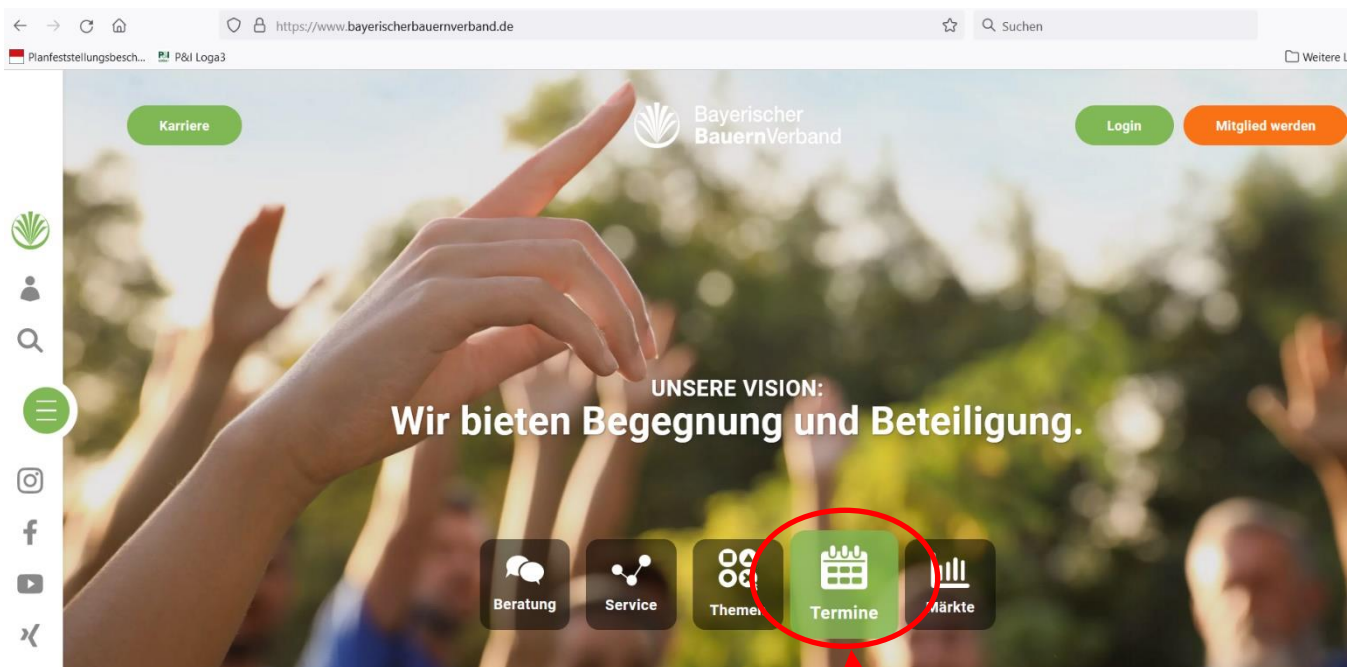 https://www.bayerischerbauernverband.de
Suchen
Planfeststellungsbesch...
P&I Loga3
Weitere L
Karriere
Bayerischer
BauernVerband
Login
Mitglied werden
UNSERE VISION:
Wir bieten Begegnung und Beteiligung.
Beratung
Service
Themen
Termine
Märkte